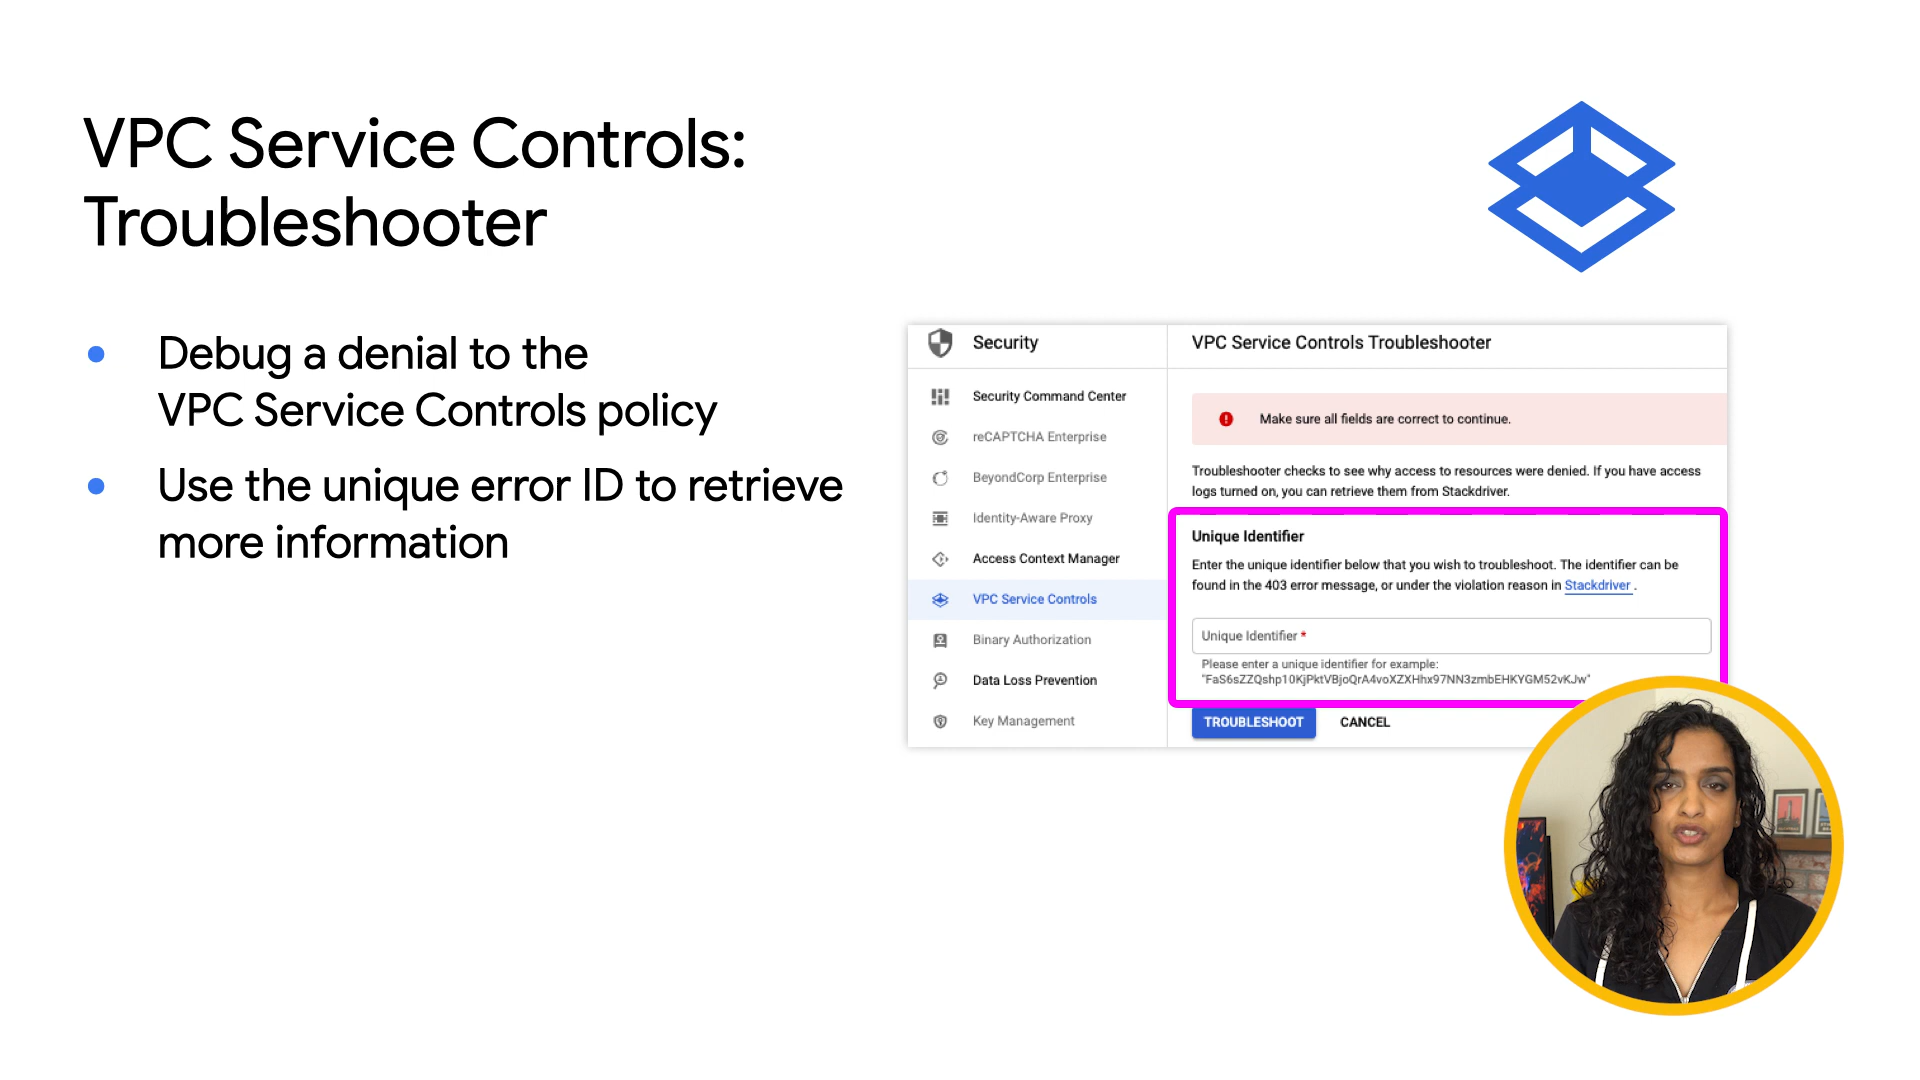 VPC Service Controls:
Troubleshooter
Debug a denial to the
VPC Service Controls policy
Use the unique error ID to retrieve
more information
Security
Security Command Center
reCAPTCHA Enterprise
BeyondCorp Enterprise
Identity-Aware Proxy
Access Context Manager
VPC Service Controls
Binary Authorization
Data Loss Prevention
Key Management
VPC Service Controls Troubleshooter
Make sure all fields are correct to continue.
Troubleshooter checks to see why access to resources were denied. If you have access
logs turned on, you can retrieve them from Stackdriver.
Unique Identifier
Enter the unique identifier below that you wish to troubleshoot. The identifier can be
found in the 403 error message, or under the violation reason in Stackdriver .
Unique Identifier *
Please enter a unique identifier for example:
"FaS6sZZQshp10KjPktVBjoQrA4voXZXHhx97NN3zmbEHKYGM52vKJw"
TROUBLESHOOT CANCEL